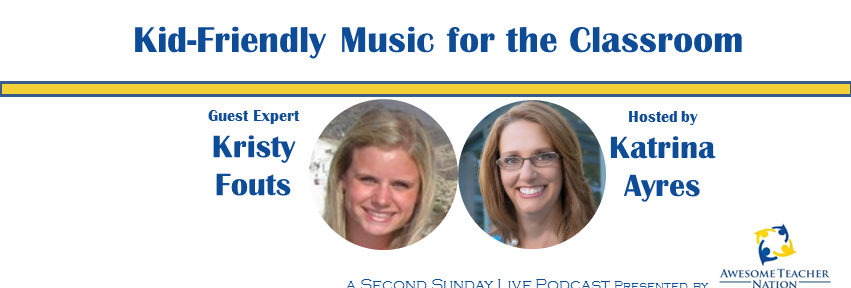 Kid-Friendly Music for the Classroom
Guest Expert
Kristy
Fouts
Hosted by
Katrina
Ayres
A SECOND SUNDAY LIVE PODCAST PRESENTED BY
AWESOME TEACHER
NATION